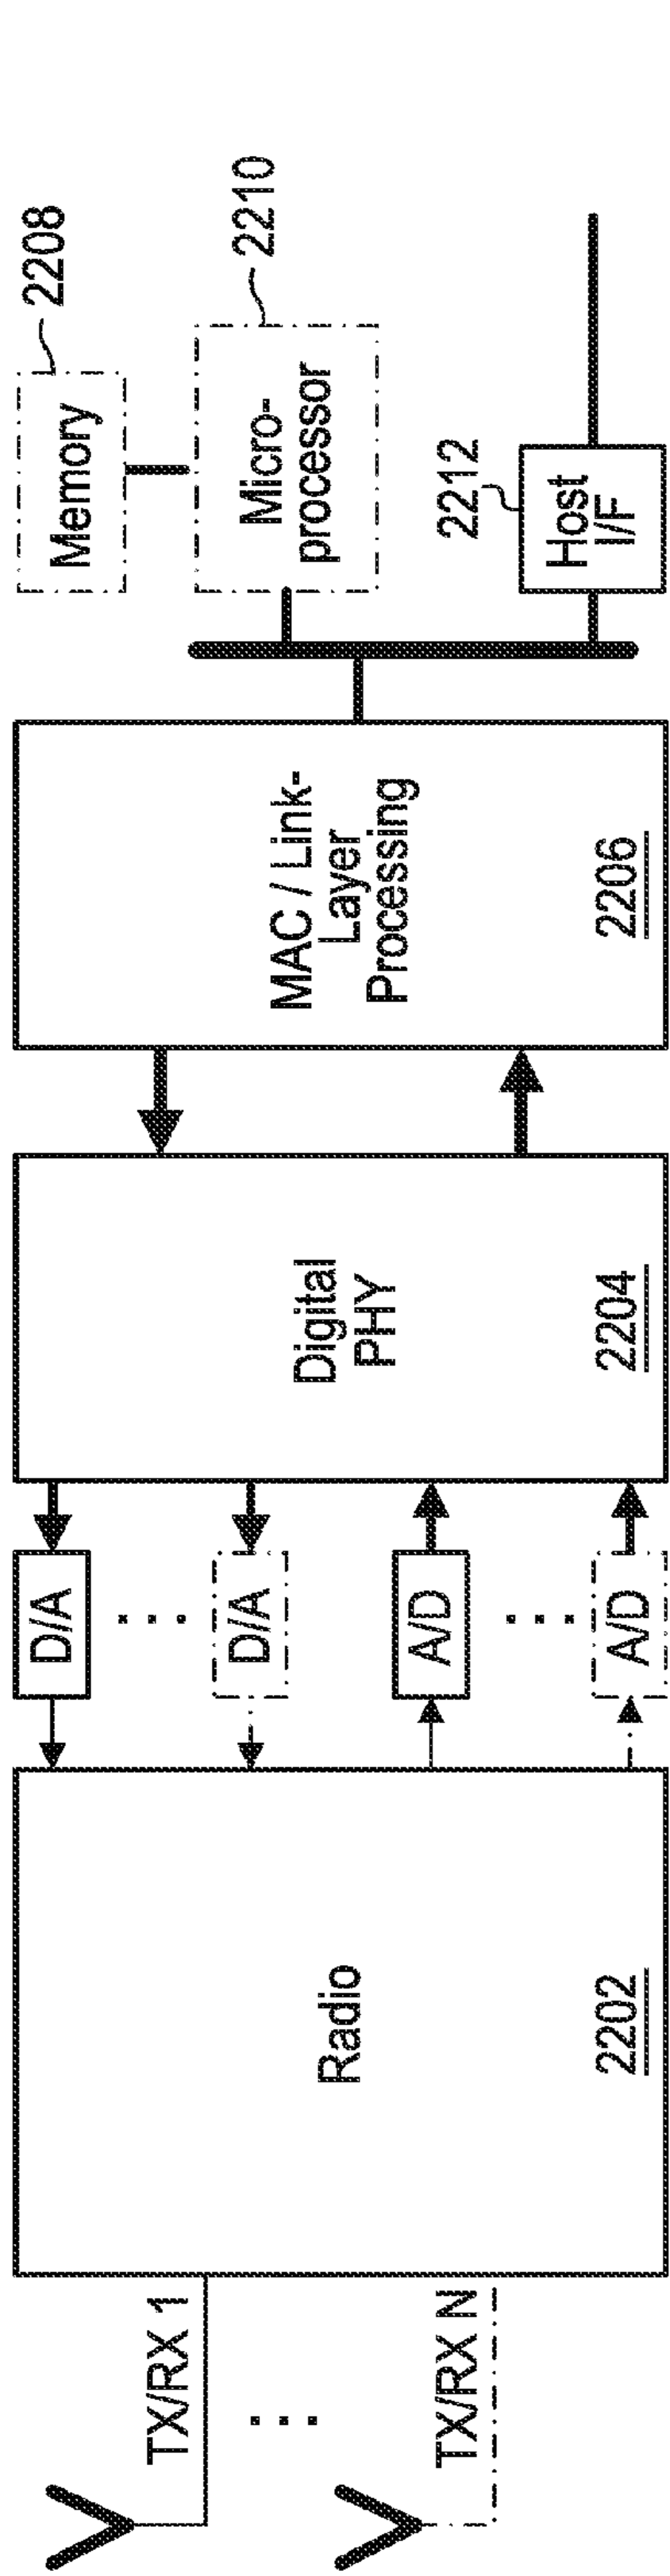 TX/RX 1
TX/RX N
Radio
2202
D/A
D/A
A/D
A/D
Digital
PHY
2204
MAC / Link-
Layer
Processing
2206
Memory
2208
Micro-
processor
2210
Host
I/F
2212